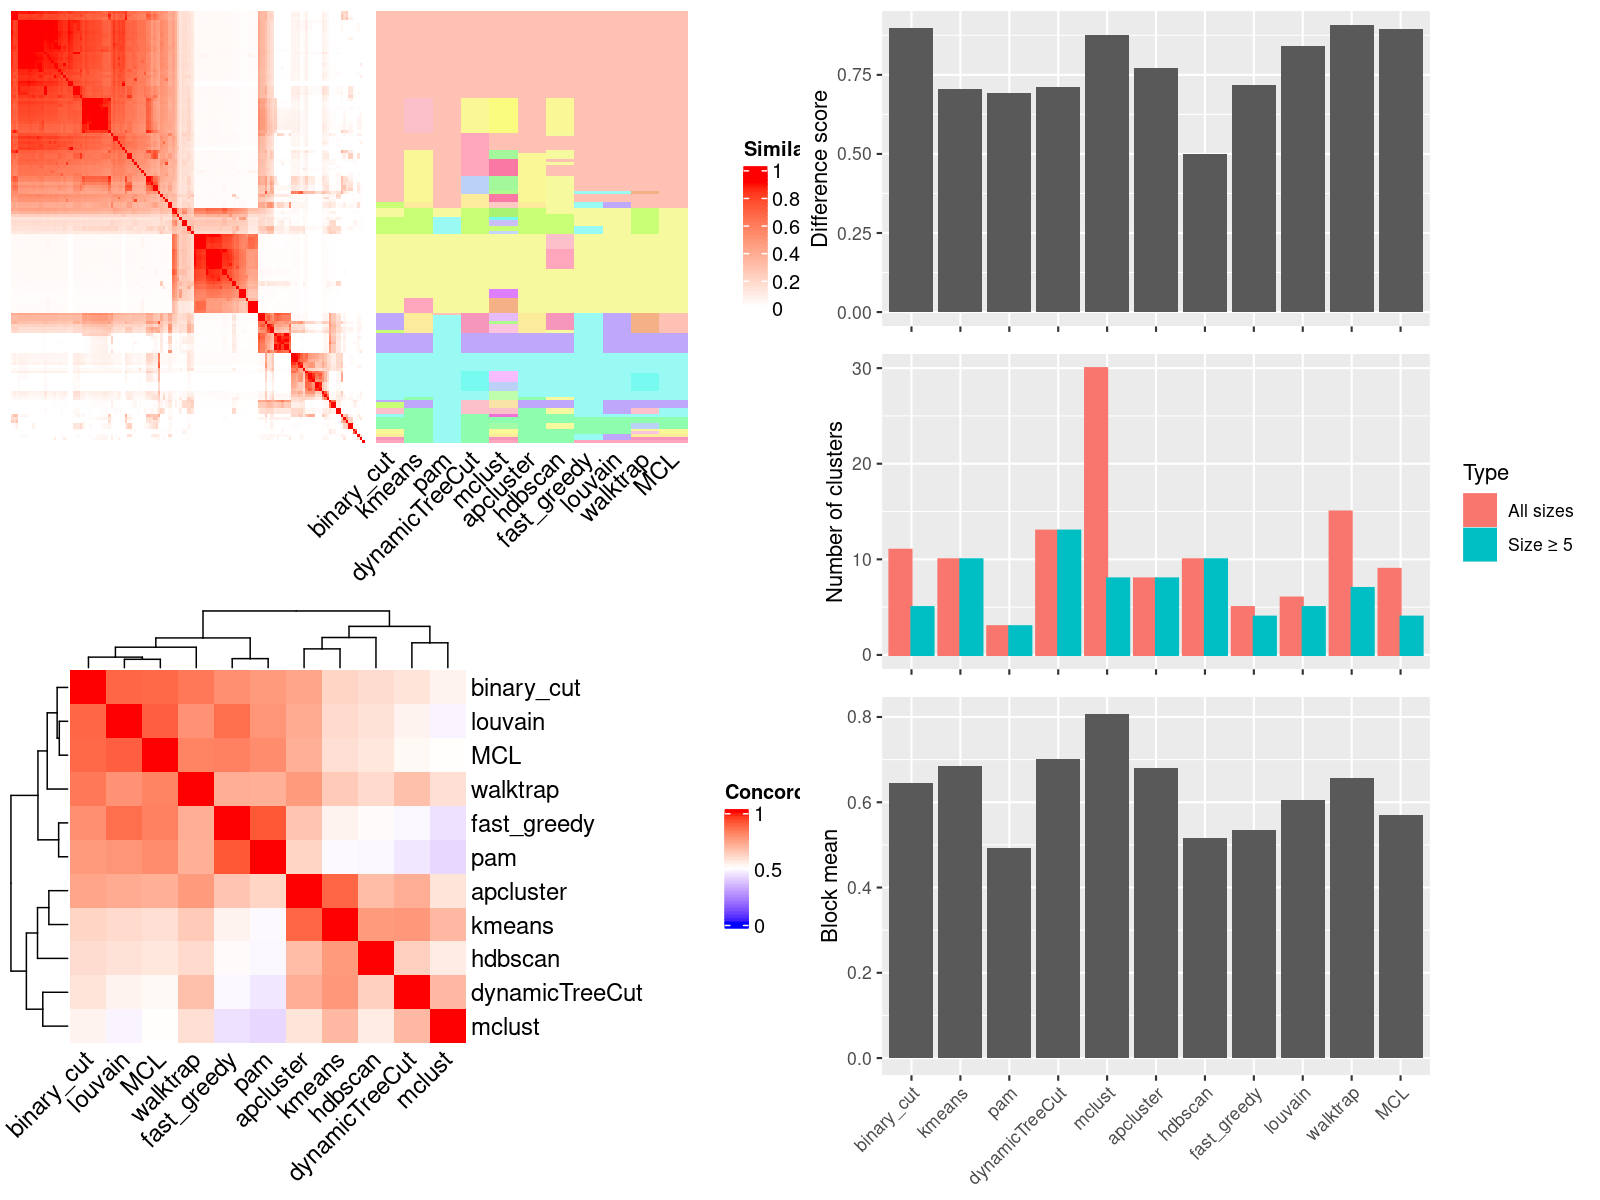 Simila
1
0.8
0.6
0.4
0.2
0
binary_cut
kmeans
pam
dynamicTreeCut
mclust
apcluster
hdbscan
fast_greedy
louvain
walktrap
MCL
binary_cut
louvain
MCL
walktrap
fast_greedy
pam
apcluster
kmeans
hdbscan
dynamicTreeCut
mclust
binary_cut
louvain
MCL
walktrap
fast_greedy
pam
apcluster
kmeans
hdbscan
dynamicTreeCut
mclust
Concord
1
0.5
0
Difference score
0.75
0.50
0.25
0.00
Number of clusters
30
20
10
0
Type
All sizes
Size ≥ 5
Block mean
0.8
0.6
0.4
0.2
0.0
binary_cut
kmeans
pam
dynamicTreeCut
mclust
apcluster
hdbscan
fast_greedy
louvain
walktrap
MCL